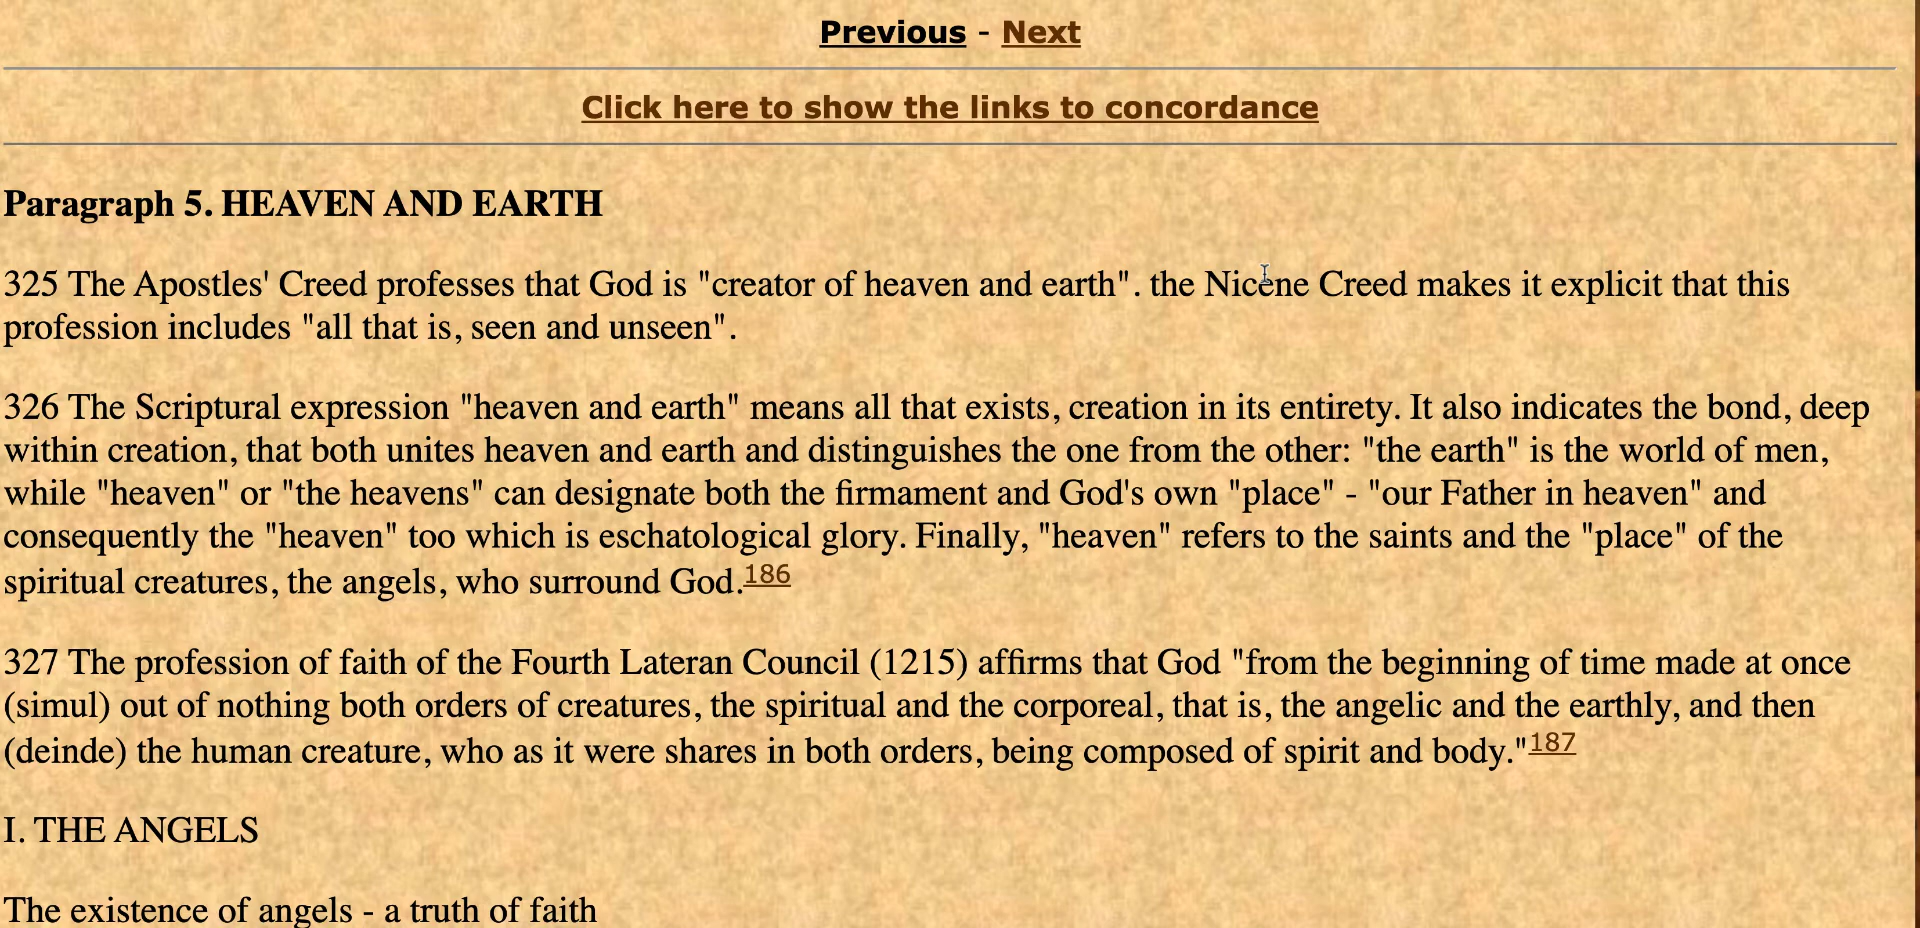 Previous - Next
Click here to show the links to concordance
Paragraph 5. HEAVEN AND EARTH
325 The Apostles' Creed professes that God is "creator of heaven and earth". the Nicene Creed makes it explicit that this
profession includes "all that is, seen and unseen".
326 The Scriptural expression "heaven and earth" means all that exists, creation in its entirety. It also indicates the bond, deep
within creation, that both unites heaven and earth and distinguishes the one from the other: "the earth" is the world of men,
while "heaven" or "the heavens" can designate both the firmament and God's own "place" - "our Father in heaven" and
consequently the "heaven" too which is eschatological glory. Finally, "heaven" refers to the saints and the "place" of the
spiritual creatures, the angels, who surround God.186
327 The profession of faith of the Fourth Lateran Council (1215) affirms that God "from the beginning of time made at once
(simul) out of nothing both orders of creatures, the spiritual and the corporeal, that is, the angelic and the earthly, and then
(deinde) the human creature, who as it were shares in both orders, being composed of spirit and body."187
I. THE ANGELS
The existence of angels - a truth of faith